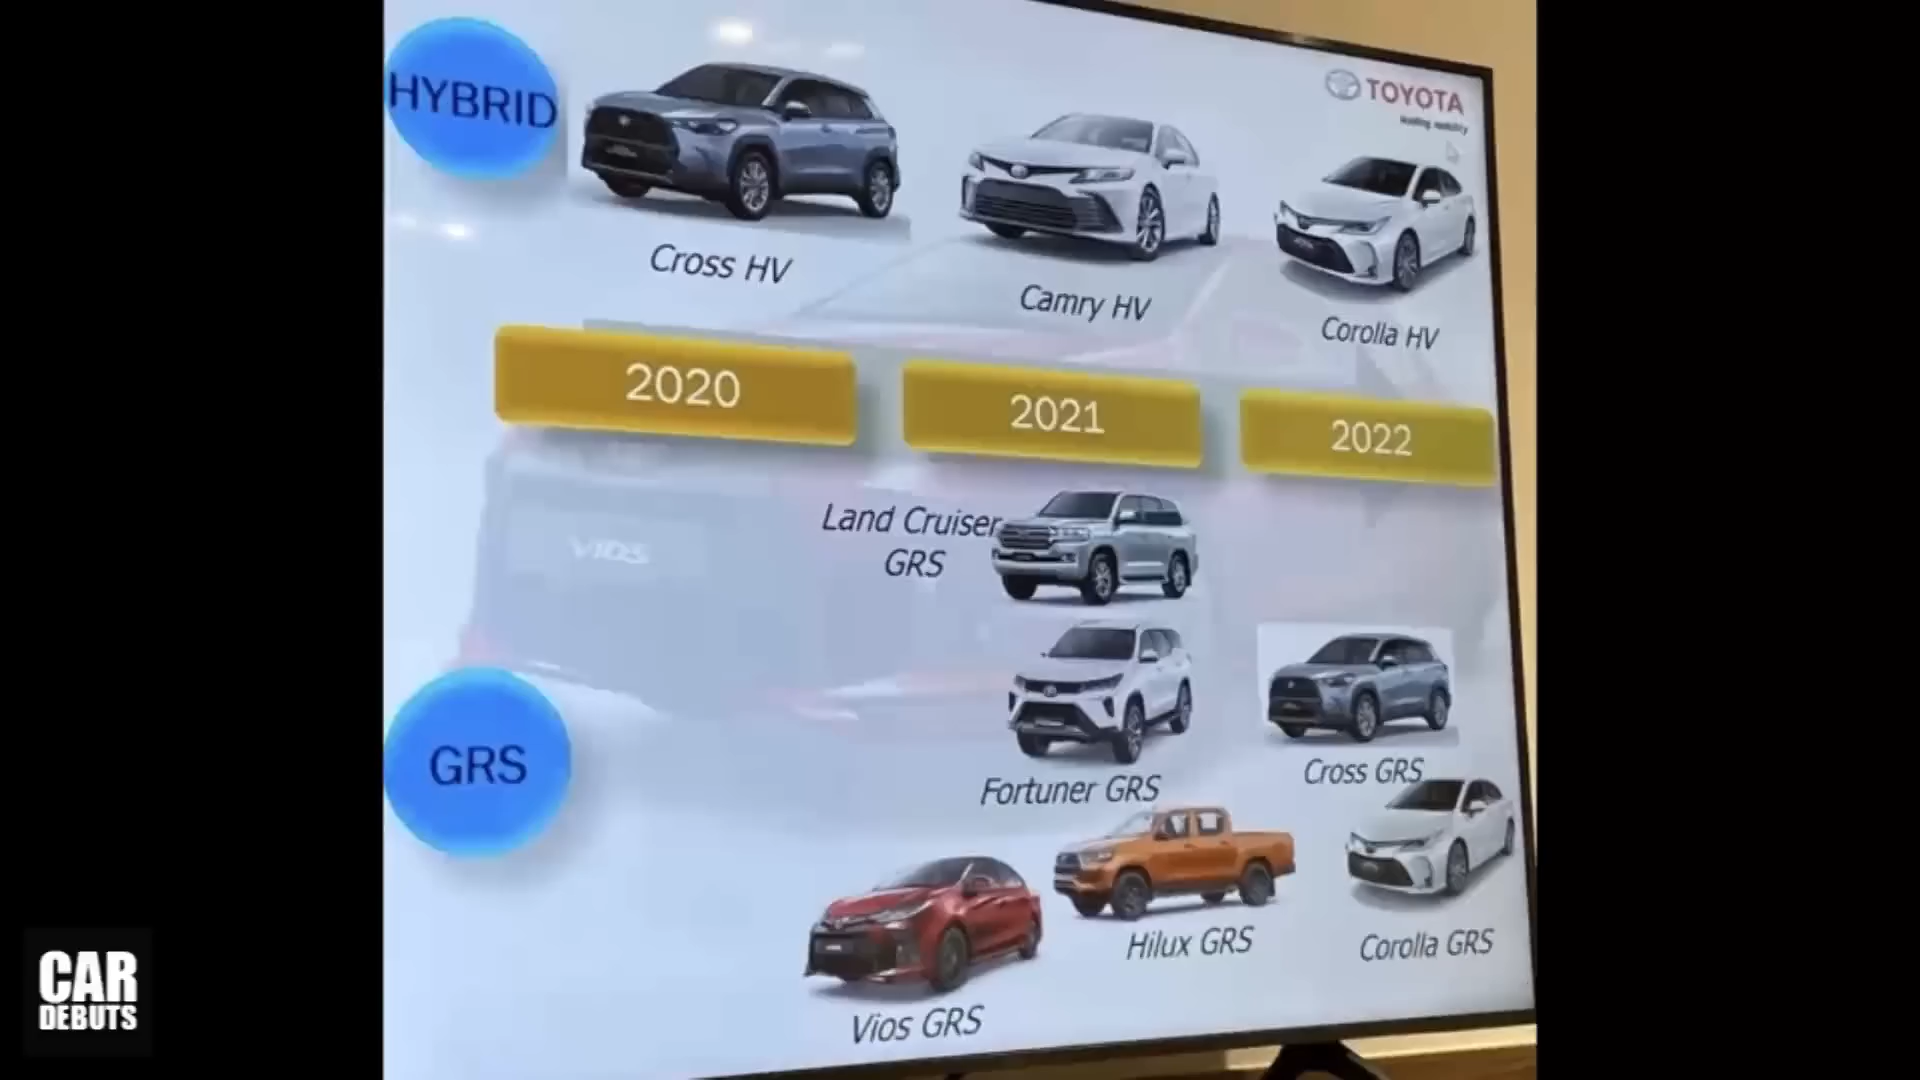 HYBRID
TOYOTA
Cross HV
Camry HV
Corolla HV
2020
2021
2022
Land Cruiser
GRS
VIOS
Fortuner GRS
Cross GRS
GRS
Hilux GRS
Corolla GRS
Vios GRS
CAR
DEBUTS